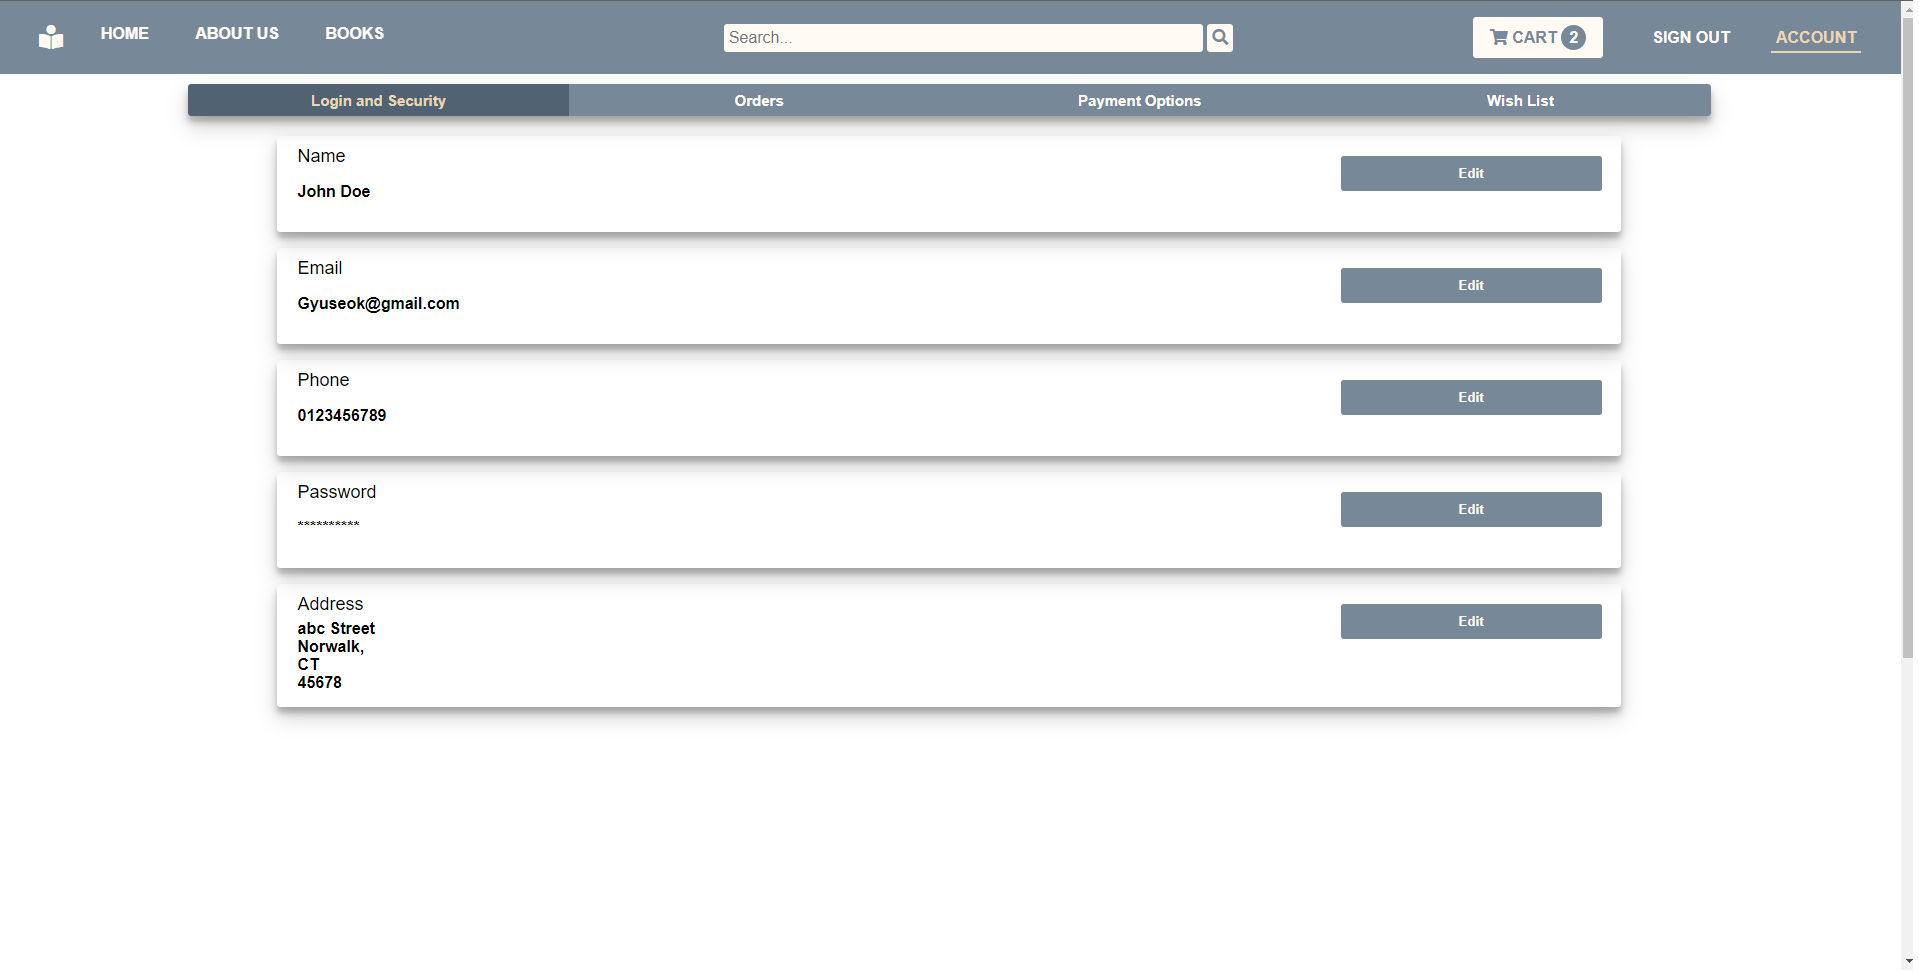 HOME ABOUT US BOOKS Search... CART 2 SIGN OUT ACCOUNT
Login and Security Orders Payment Options Wish List
Name
John Doe
Edit
Email
Gyuseok@gmail.com
Edit
Phone
0123456789
Edit
Password
**********
Edit
Address
abc Street
Norwalk,
CT
45678
Edit